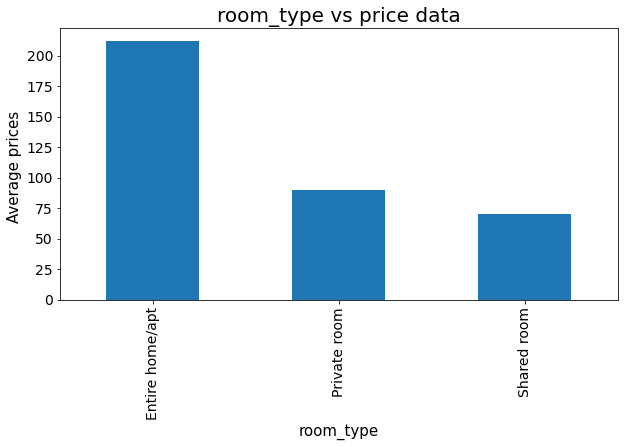 room_type vs price data
Average prices
200
175
150
125
100
75
50
25
0
Entire home/apt
Private room
Shared room
room_type